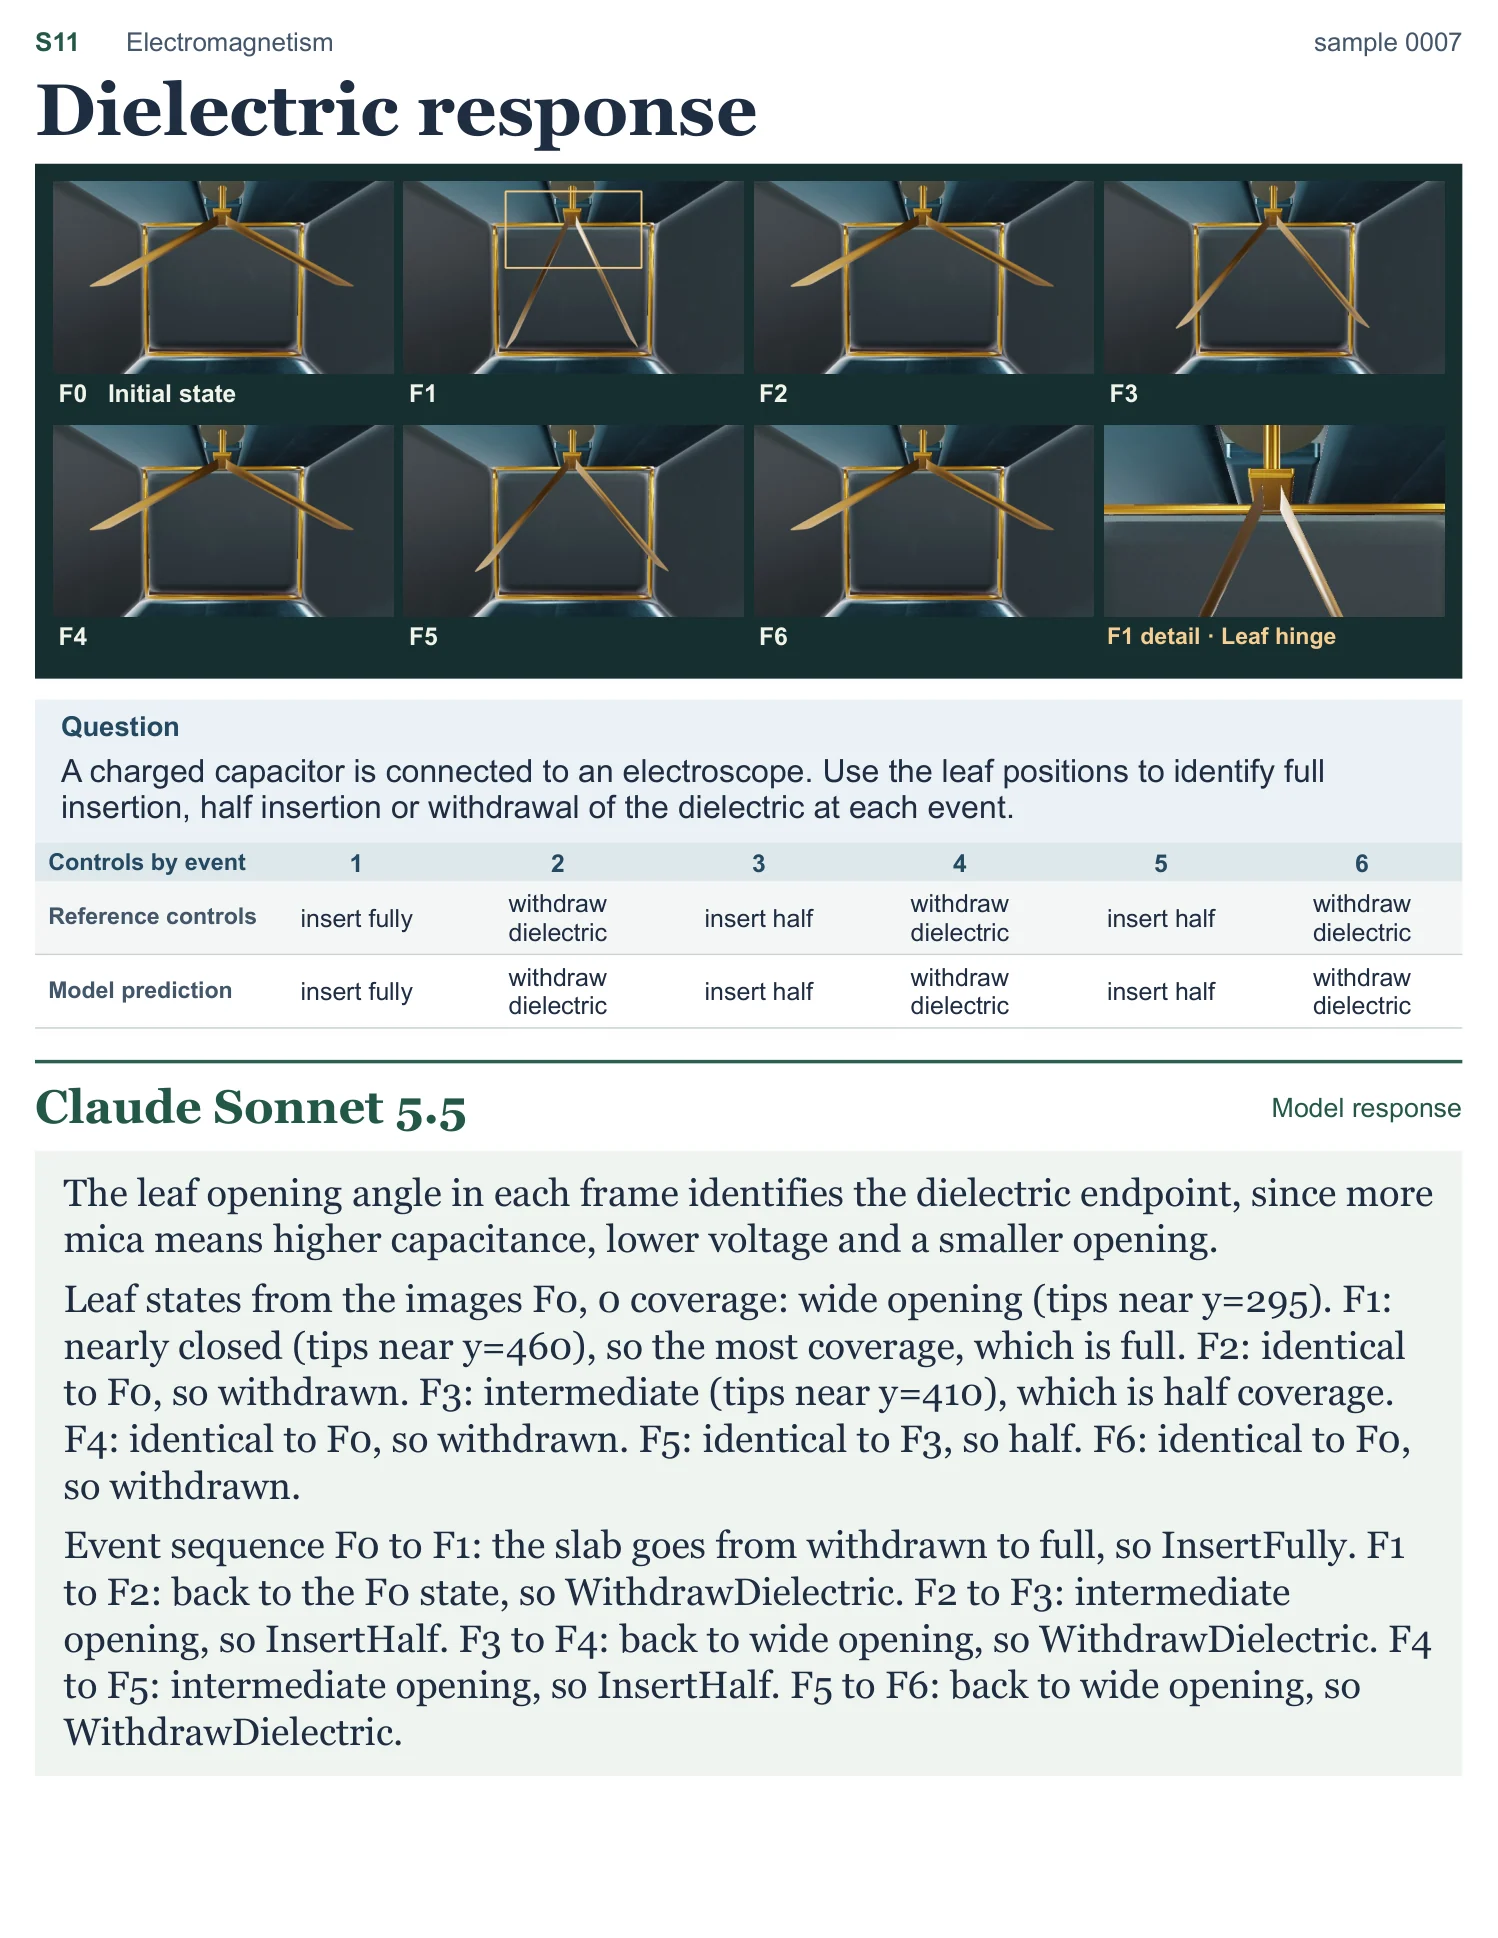 S11 Electromagnetism sample 0007
Dielectric response
F0 Initial state F1 F2 F3
F4 F5 F6 F1 detail · Leaf hinge
Question
A charged capacitor is connected to an electroscope. Use the leaf positions to identify full
insertion, half insertion or withdrawal of the dielectric at each event.
Controls by event 1 2 3 4 5 6
Reference controls insert fully withdraw dielectric insert half withdraw dielectric insert half withdraw dielectric
Model prediction insert fully withdraw dielectric insert half withdraw dielectric insert half withdraw dielectric
Claude Sonnet 5.5 Model response
The leaf opening angle in each frame identifies the dielectric endpoint, since more
mica means higher capacitance, lower voltage and a smaller opening.
Leaf states from the images F0, 0 coverage: wide opening (tips near y=295). F1:
nearly closed (tips near y=460), so the most coverage, which is full. F2: identical
to F0, so withdrawn. F3: intermediate (tips near y=410), which is half coverage.
F4: identical to F0, so withdrawn. F5: identical to F3, so half. F6: identical to F0,
so withdrawn.
Event sequence F0 to F1: the slab goes from withdrawn to full, so InsertFully. F1
to F2: back to the F0 state, so WithdrawDielectric. F2 to F3: intermediate
opening, so InsertHalf. F3 to F4: back to wide opening, so WithdrawDielectric. F4
to F5: intermediate opening, so InsertHalf. F5 to F6: back to wide opening, so
WithdrawDielectric.